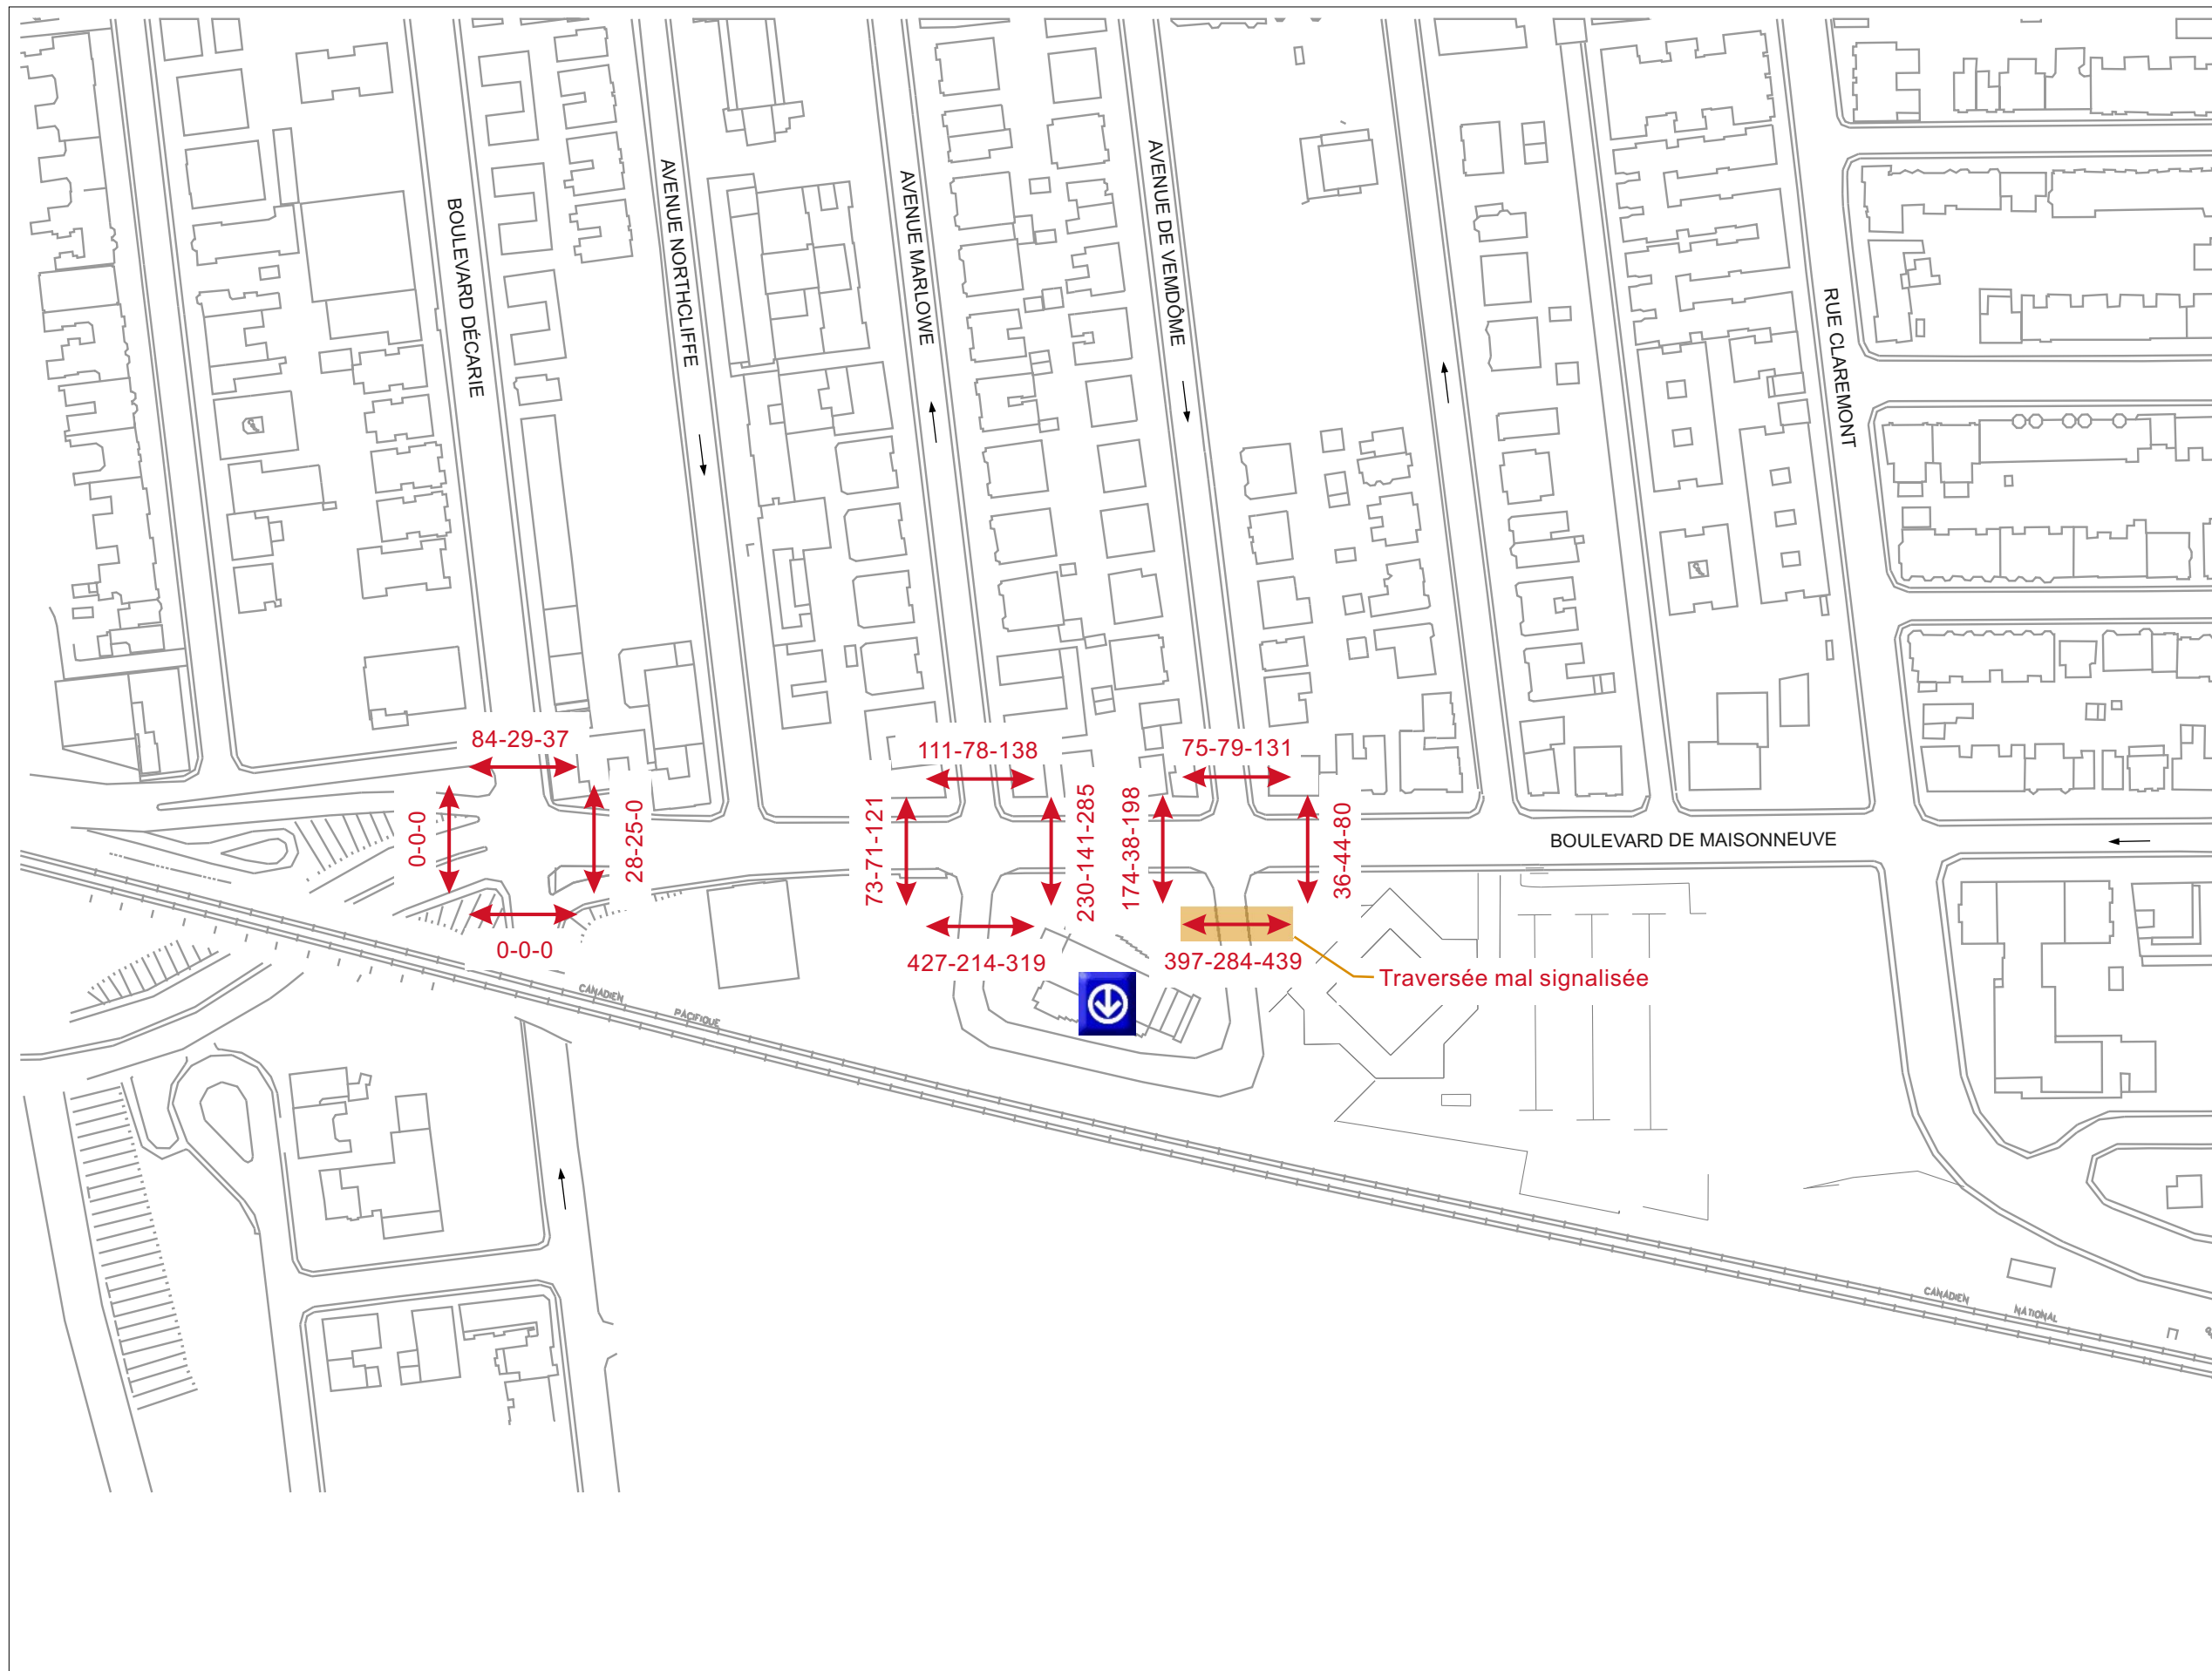 BOULEVARD DÉCARIE
AVENUE NORTHCLIFFE
AVENUE MARLOWE
AVENUE DE VEMDÔME
RUE CLAREMONT
84-29-37
111-78-138
75-79-131
0-0-0
28-25-0
73-71-121
230-141-285
174-38-198
36-44-80
BOULEVARD DE MAISONNEUVE
0-0-0
427-214-319
397-284-439
Traversée mal signalisée
CANADIEN
PACIFIQUE
CANADIEN
NATIONAL